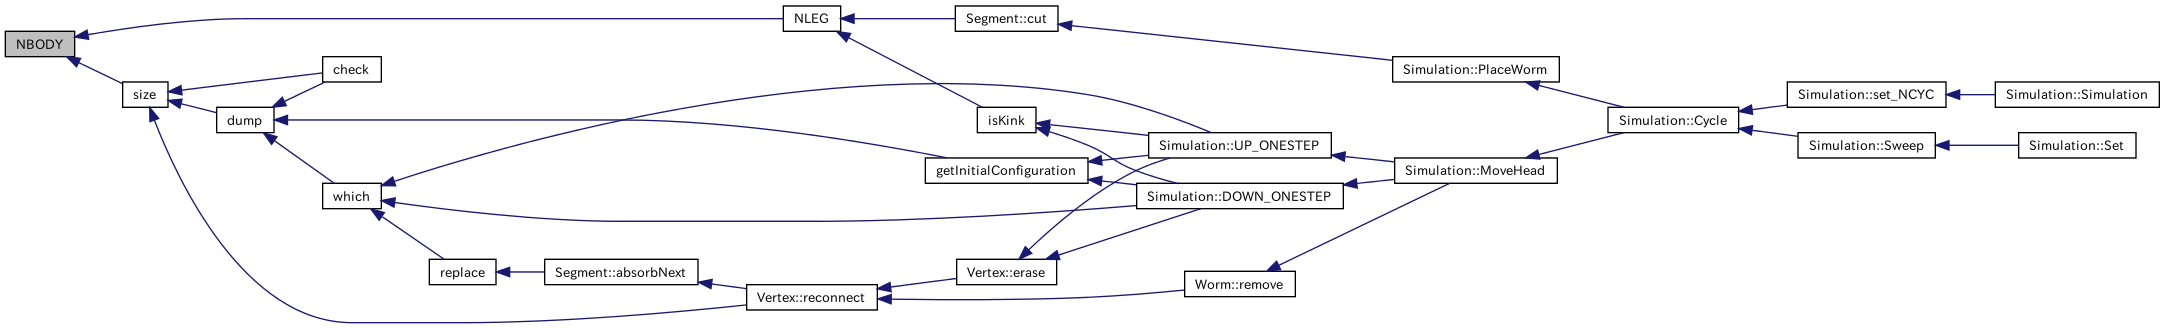 NBODY
NLEG
Segment::cut
size
check
dump
which
isKink
getInitialConfiguration
replace
Segment::absorbNext
Vertex::reconnect
Vertex::erase
Worm::remove
Simulation::UP_ONESTEP
Simulation::DOWN_ONESTEP
Simulation::PlaceWorm
Simulation::MoveHead
Simulation::Cycle
Simulation::set_NCYC
Simulation::Simulation
Simulation::Sweep
Simulation::Set